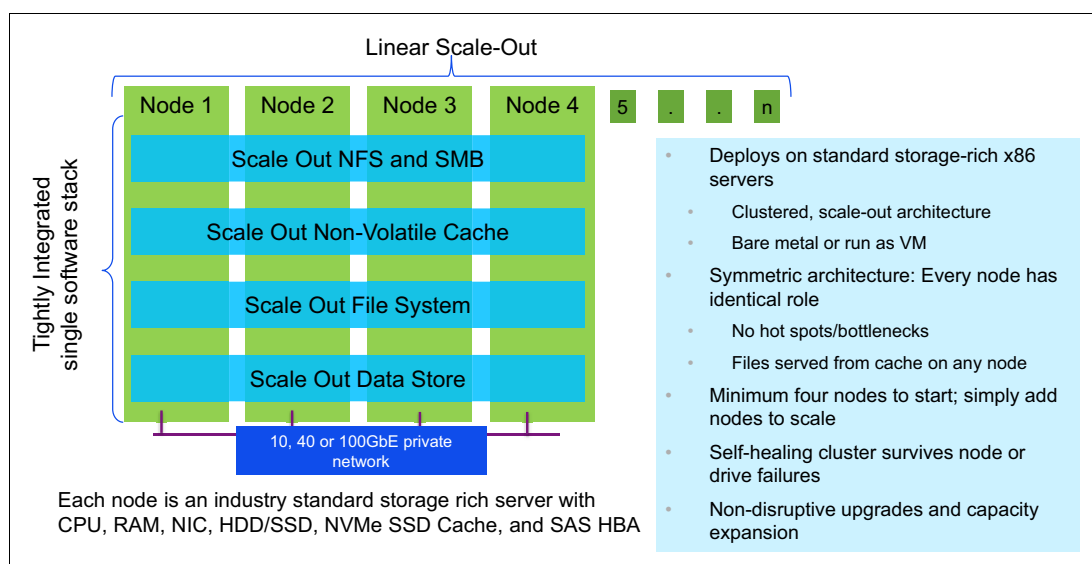 Linear Scale-Out
Node 1 Node 2 Node 3 Node 4 5 . . n
Tightly Integrated
single software stack
Scale Out NFS and SMB
Scale Out Non-Volatile Cache
Scale Out File System
Scale Out Data Store
10, 40 or 100GbE private
network
Each node is an industry standard storage rich server with
CPU, RAM, NIC, HDD/SSD, NVMe SSD Cache, and SAS HBA
• Deploys on standard storage-rich x86
servers
• Clustered, scale-out architecture
• Bare metal or run as VM
• Symmetric architecture: Every node has
identical role
• No hot spots/bottlenecks
• Files served from cache on any node
• Minimum four nodes to start; simply add
nodes to scale
• Self-healing cluster survives node or
drive failures
• Non-disruptive upgrades and capacity
expansion